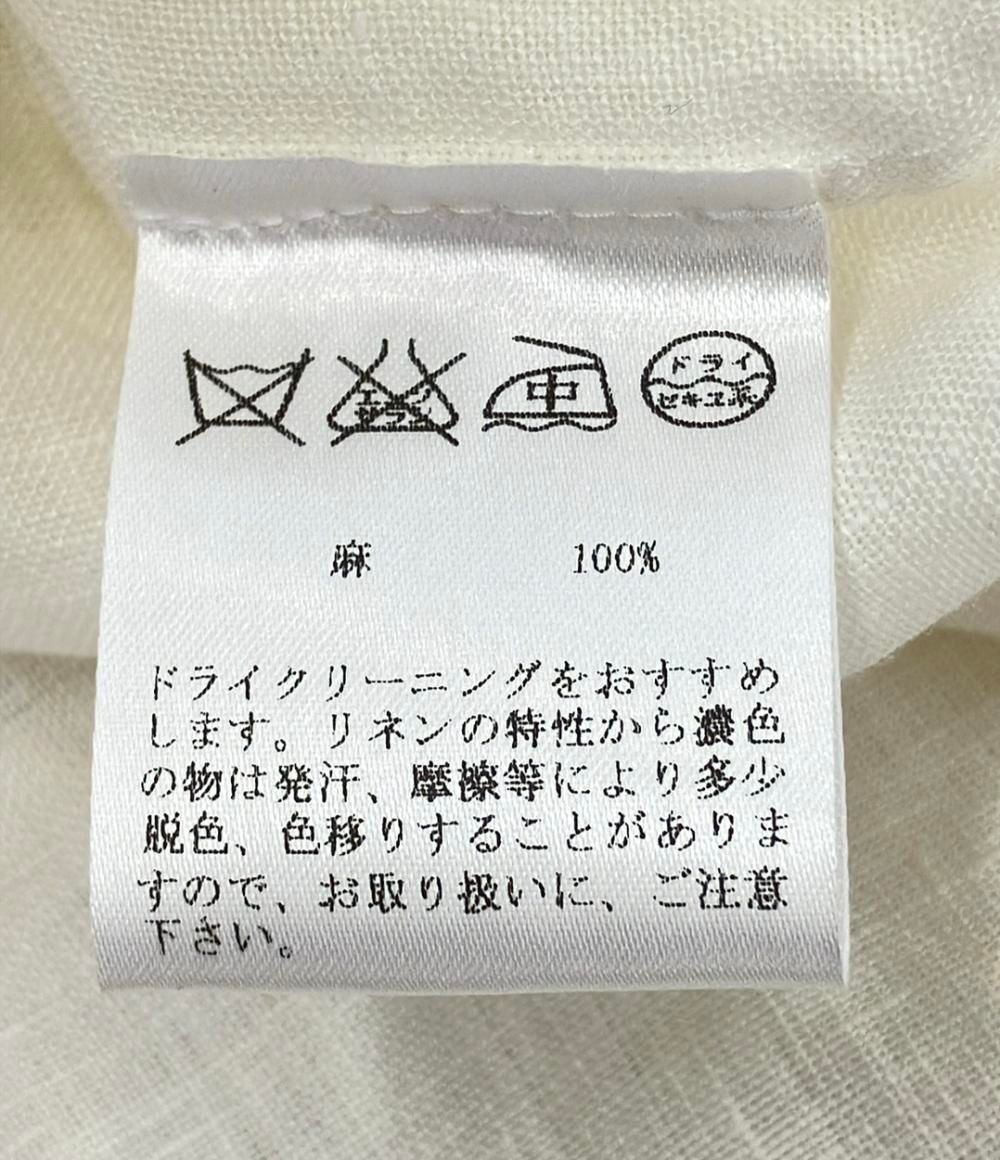 エンソ
サラシ
中
ドライ
セキユ系
麻 100%
ドライクリーニングをおすすめ
します。リネンの特性から濃色
の物は発汗、摩擦等により多少
脱色、色移りすることがありま
すので、お取り扱いに、ご注意
下さい。